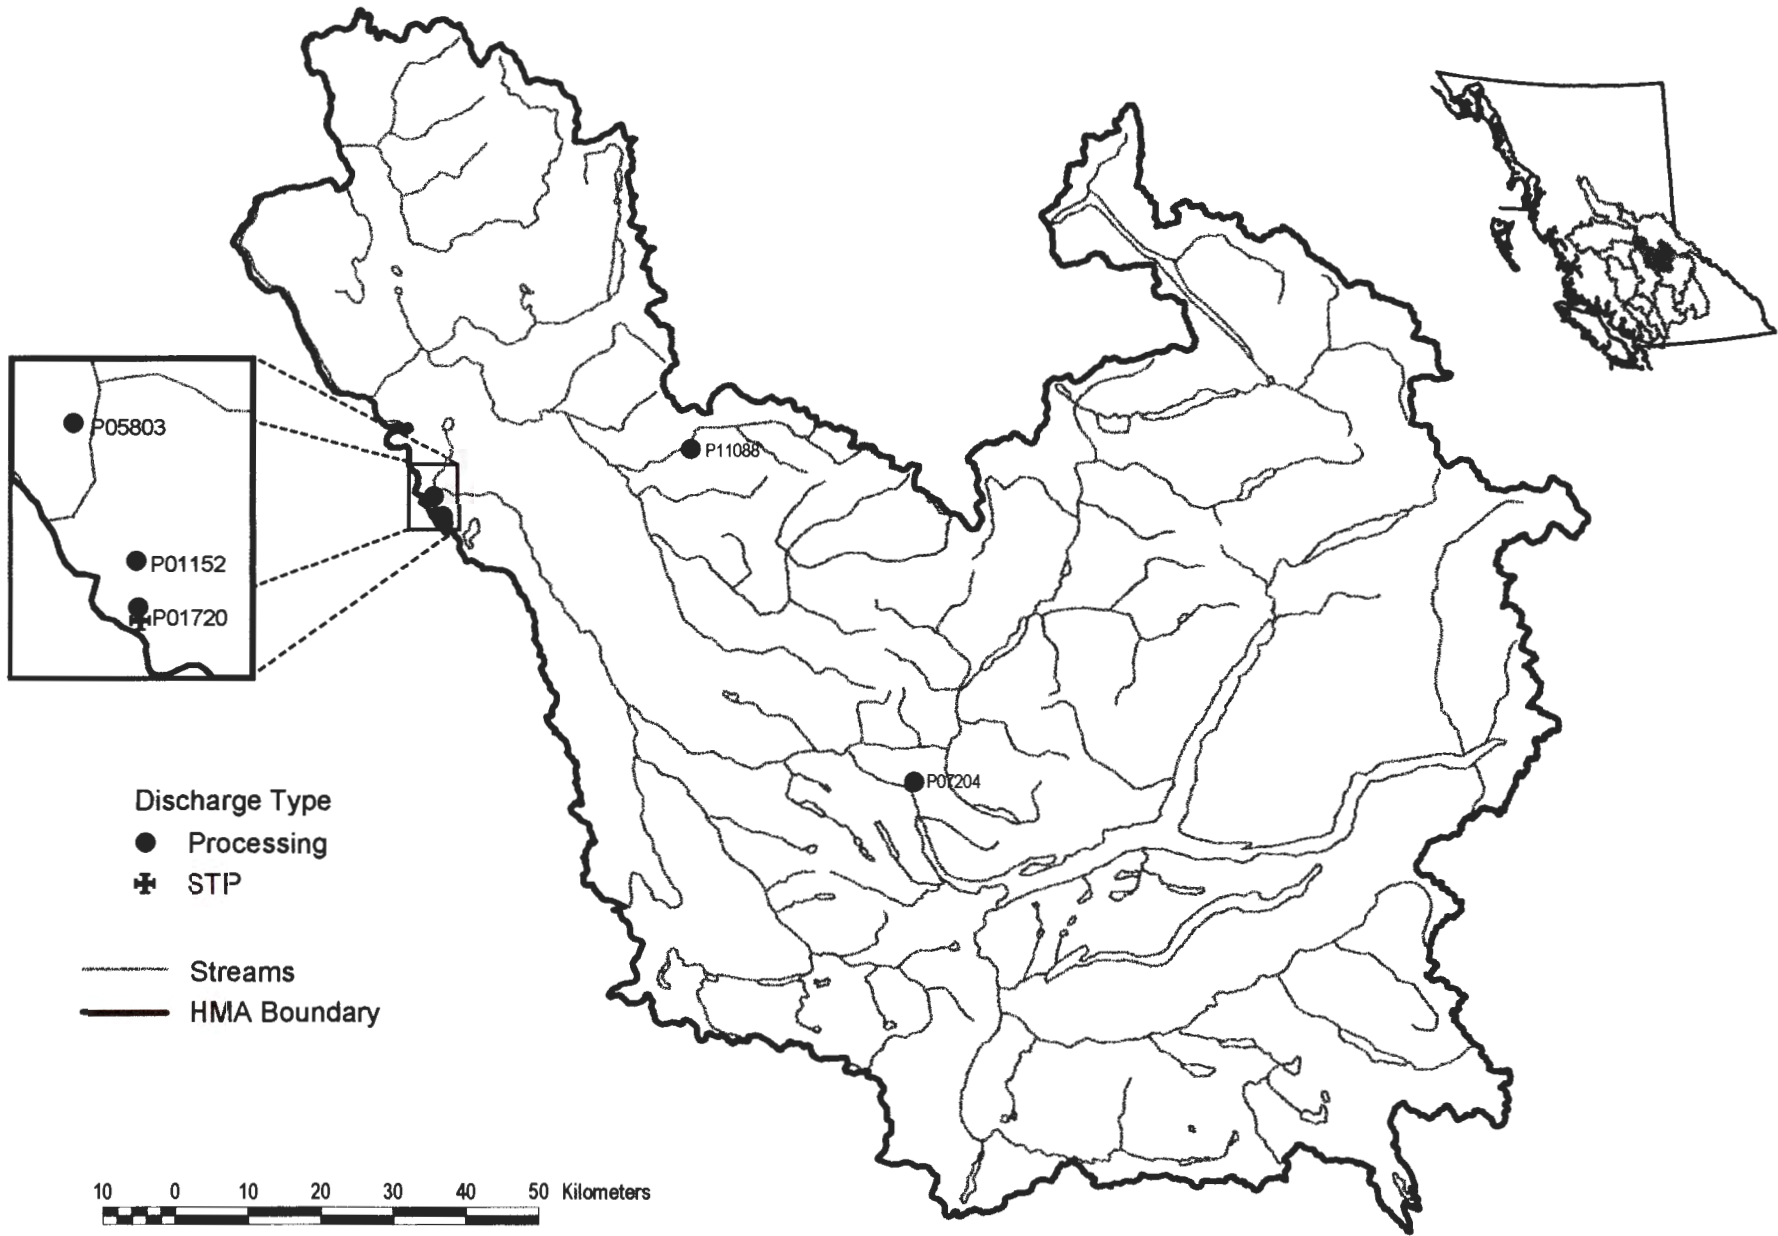 P05803
P11088
P01152
P01720
P07204
Discharge Type
Processing
STP
Streams
HMA Boundary
10 0 10 20 30 40 50 Kilometers